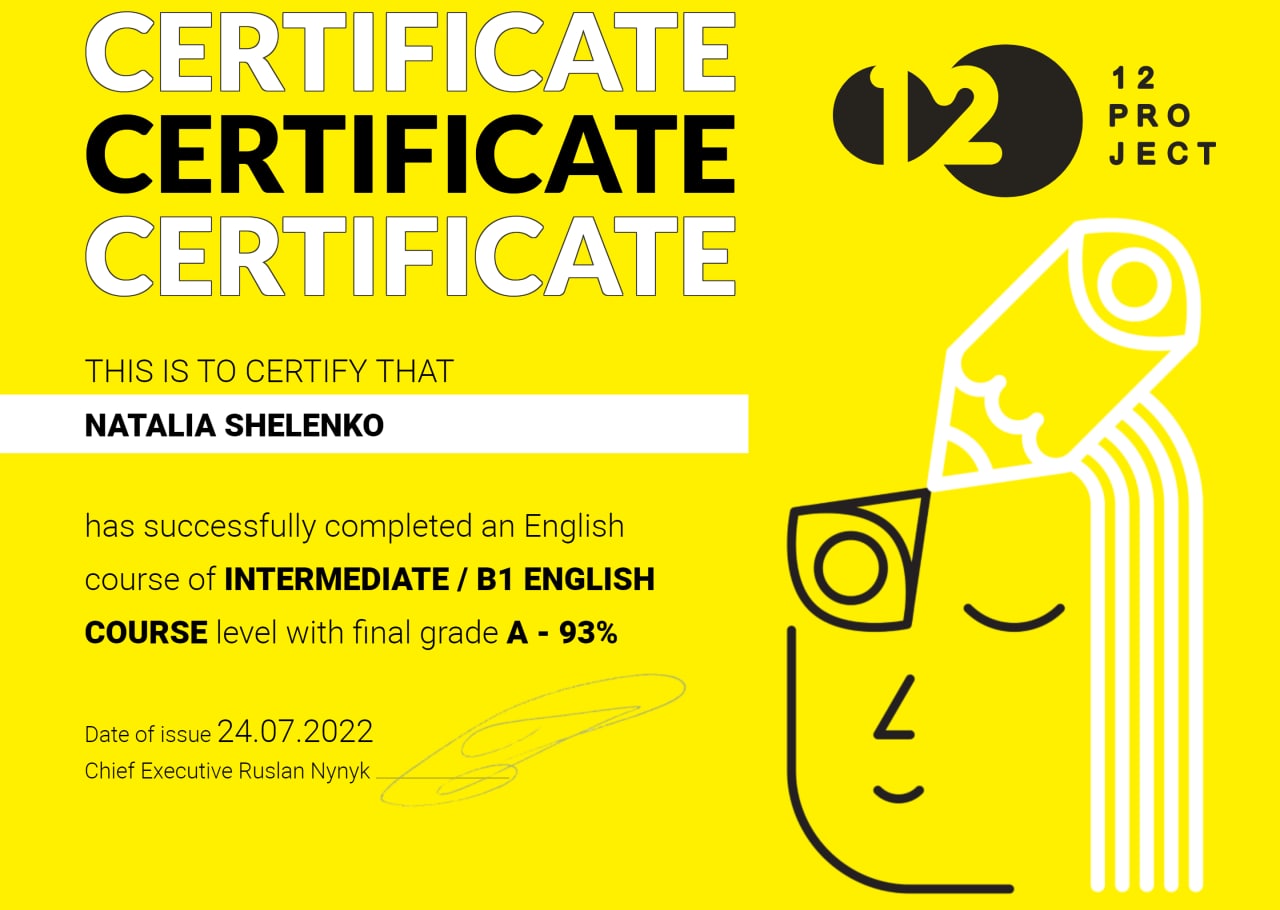 CERTIFICATE
CERTIFICATE
CERTIFICATE
12
12
PRO
JECT
THIS IS TO CERTIFY THAT
NATALIA SHELENKO
has successfully completed an English
course of INTERMEDIATE / B1 ENGLISH
COURSE level with final grade A - 93%
Date of issue 24.07.2022
Chief Executive Ruslan Nynyk